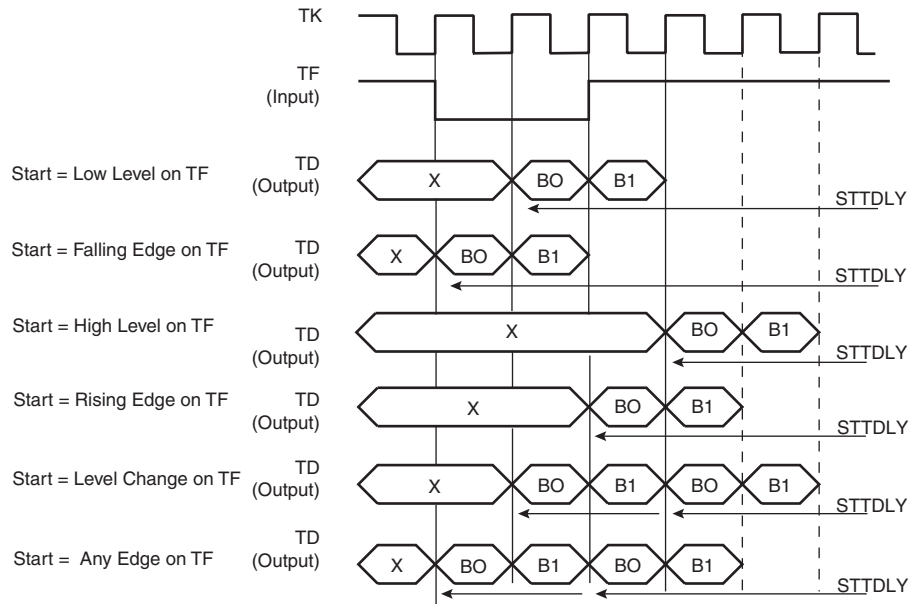 TK
TF
(Input)
Start = Low Level on TF
TD
(Output)
X
BO
B1
STTDLY
Start = Falling Edge on TF
TD
(Output)
X
BO
B1
STTDLY
Start = High Level on TF
TD
(Output)
X
BO
B1
STTDLY
Start = Rising Edge on TF
TD
(Output)
X
BO
B1
STTDLY
Start = Level Change on TF
TD
(Output)
X
BO
B1
BO
B1
STTDLY
Start = Any Edge on TF
TD
(Output)
X
BO
B1
BO
B1
STTDLY